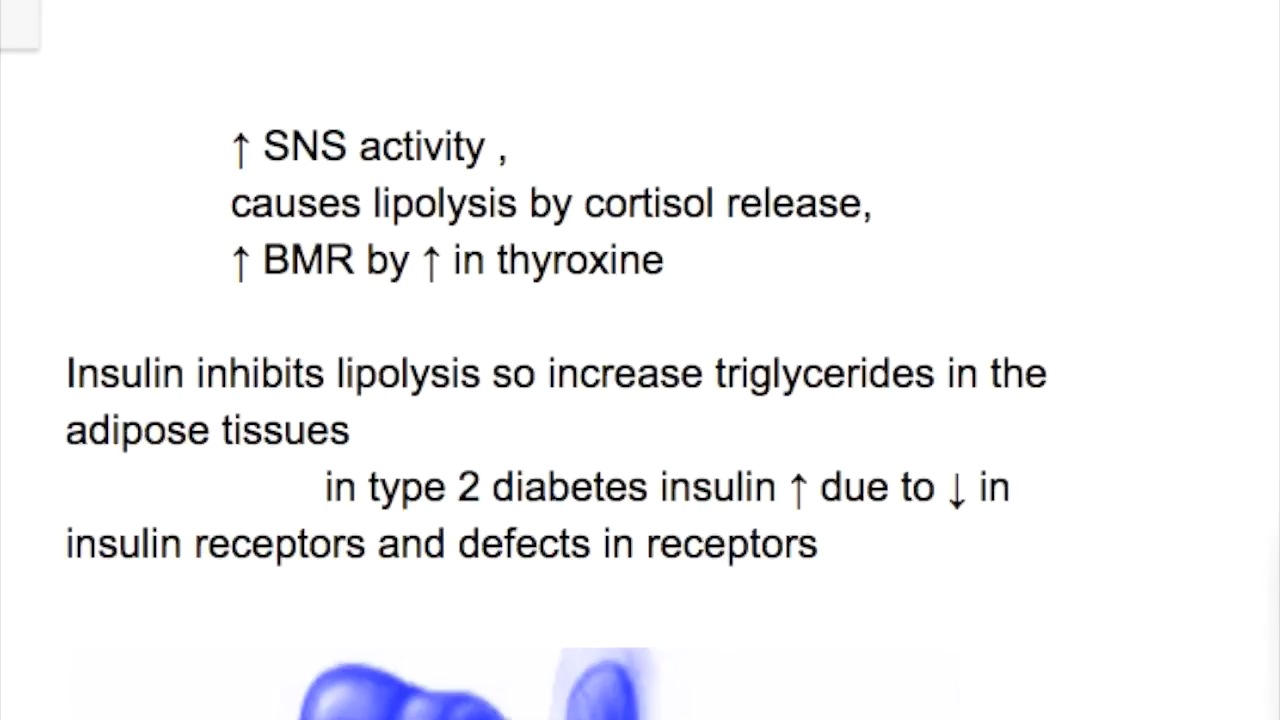 ↑ SNS activity ,
causes lipolysis by cortisol release,
↑ BMR by ↑ in thyroxine
Insulin inhibits lipolysis so increase triglycerides in the
adipose tissues
in type 2 diabetes insulin ↑ due to ↓ in
insulin receptors and defects in receptors